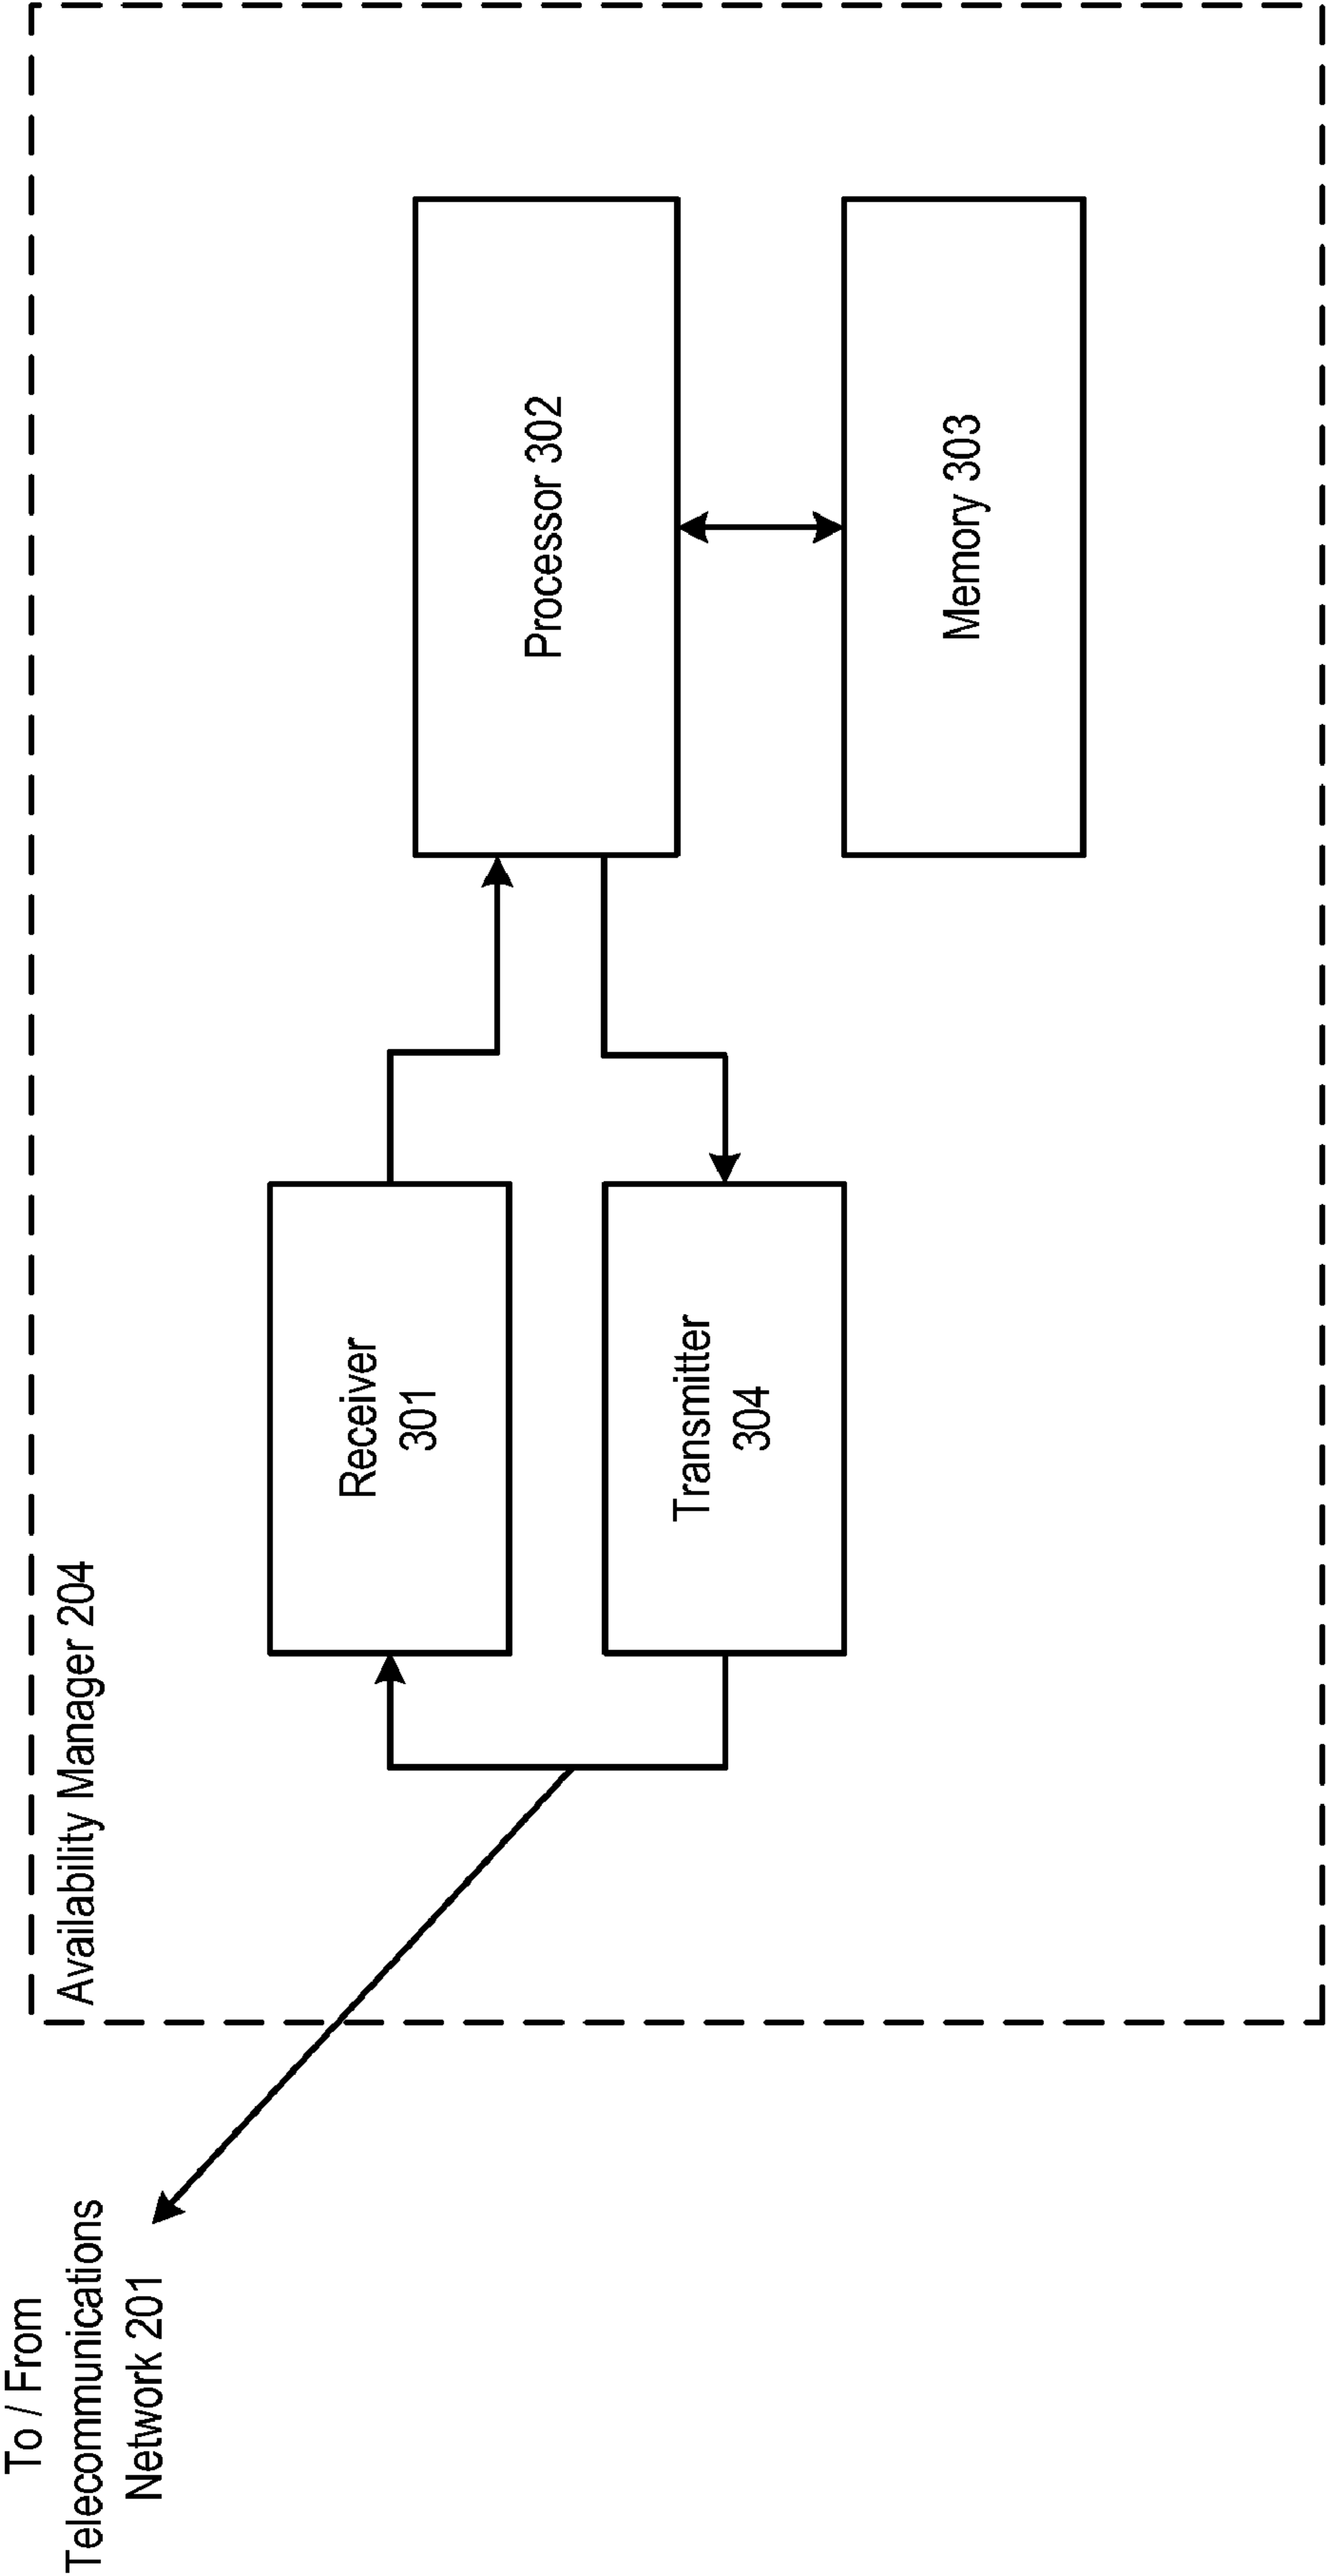 To / From
Telecommunications
Network 201
Availability Manager 204
Receiver
301
Transmitter
304
Processor 302
Memory 303